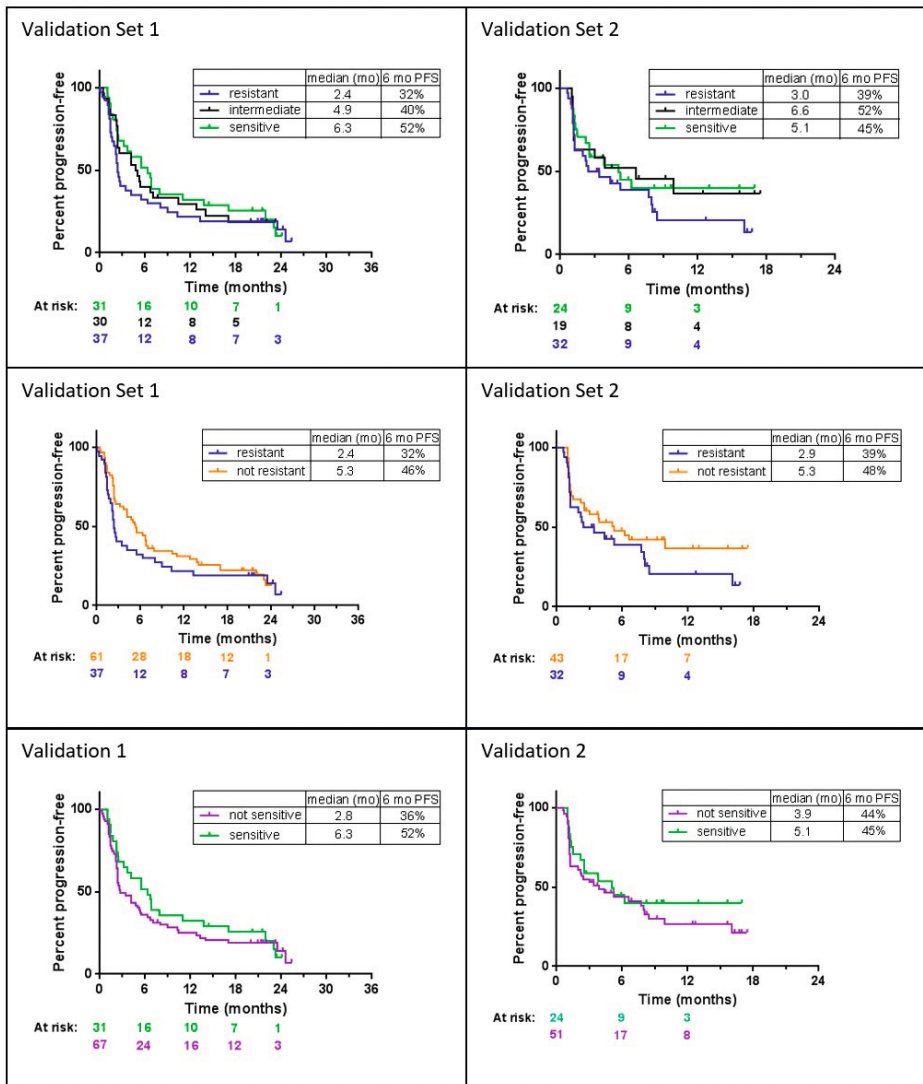 Validation Set 1
median (mo) 6 mo PFS
resistant 2.4 32%
intermediate 4.9 40%
sensitive 6.3 52%
Percent progression-free
100
50
0
0 6 12 18 24 30 36
Time (months)
At risk: 31 16 10 7 1
30 12 8 5
37 12 8 7 3
Validation Set 2
median (mo) 6 mo PFS
resistant 3.0 39%
intermediate 6.6 52%
sensitive 5.1 45%
Percent progression-free
100
50
0
0 6 12 18 24
Time (months)
At risk: 24 9 3
19 8 4
32 9 4
Validation Set 1
median (mo) 6 mo PFS
resistant 2.4 32%
not resistant 5.3 46%
Percent progression-free
100
50
0
0 6 12 18 24 30 36
Time (months)
At risk: 61 28 18 12 1
37 12 8 7 3
Validation Set 2
median (mo) 6 mo PFS
resistant 2.9 39%
not resistant 5.3 48%
Percent progression-free
100
50
0
0 6 12 18 24
Time (months)
At risk: 43 17 7
32 9 4
Validation 1
median (mo) 6 mo PFS
not sensitive 2.8 36%
sensitive 6.3 52%
Percent progression-free
100
50
0
0 6 12 18 24 30 36
Time (months)
At risk: 31 16 10 7 1
67 24 16 12 3
Validation 2
median (mo) 6 mo PFS
not sensitive 3.9 44%
sensitive 5.1 45%
Percent progression-free
100
50
0
0 6 12 18 24
Time (months)
At risk: 24 9 3
51 17 8